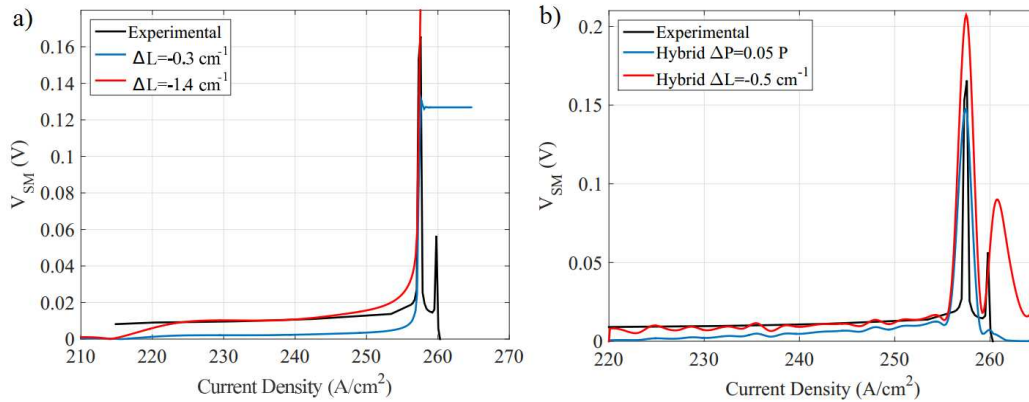 a)
Experimental
ΔL=-0.3 cm⁻¹
ΔL=-1.4 cm⁻¹
V_SM (V)
0.16
0.14
0.12
0.1
0.08
0.06
0.04
0.02
0
210 220 230 240 250 260 270
Current Density (A/cm²)
b)
Experimental
Hybrid ΔP=0.05 P
Hybrid ΔL=-0.5 cm⁻¹
V_SM (V)
0.2
0.15
0.1
0.05
0
220 230 240 250 260
Current Density (A/cm²)